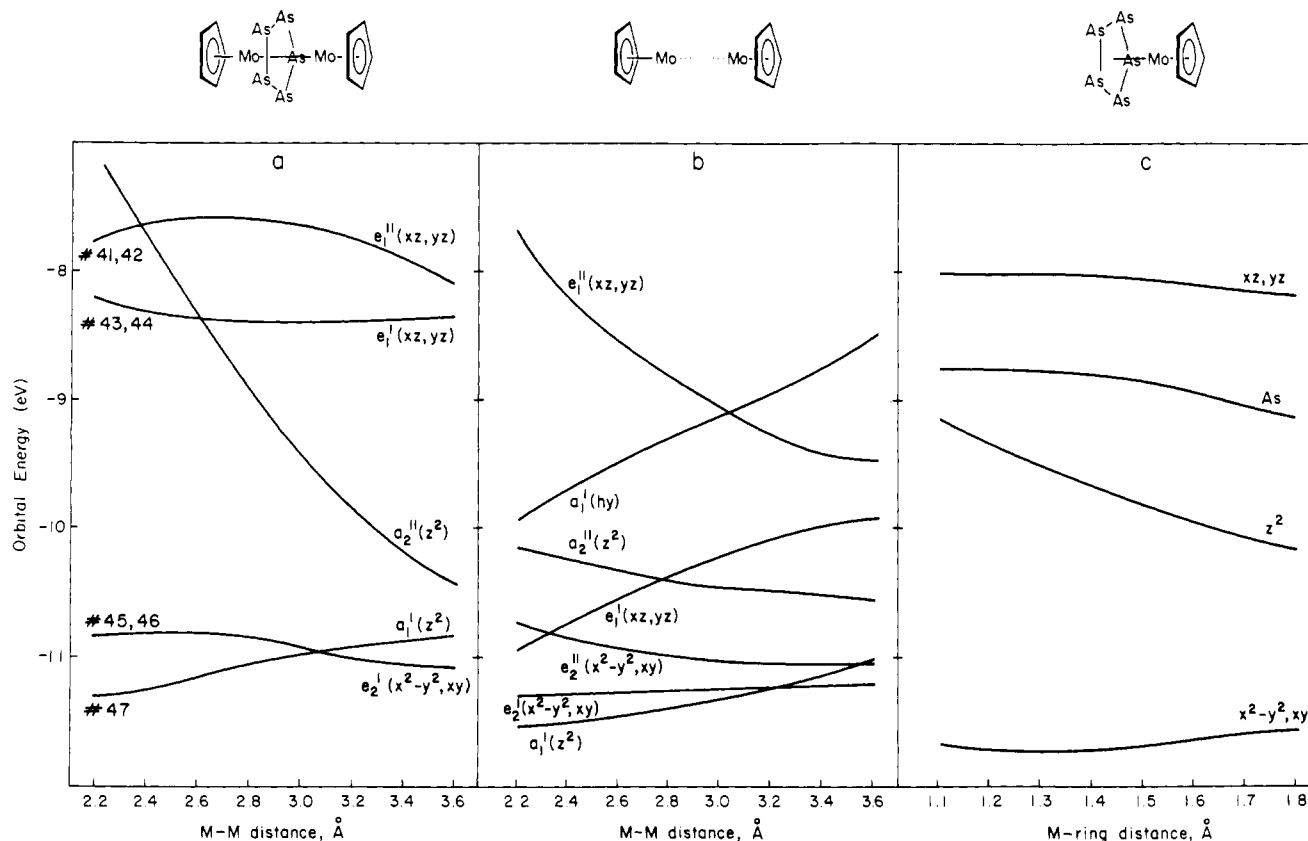 As
As
Mo
As
Mo
As
As
Mo
Mo
As
As
As
Mo
As
As
a
b
c
Orbital Energy (eV)
-8
-9
-10
-11
#41,42
e₁" (xz, yz)
#43,44
e₁' (xz, yz)
a₂" (z²)
#45,46
a₁' (z²)
e₂' (x²-y², xy)
#47
e₁" (xz, yz)
a₁' (hy)
a₂" (z²)
e₁' (xz, yz)
e₂" (x²-y², xy)
e₂' (x²-y², xy)
a₁' (z²)
xz, yz
As
z²
x²-y², xy
2.2 2.4 2.6 2.8 3.0 3.2 3.4 3.6
2.2 2.4 2.6 2.8 3.0 3.2 3.4 3.6
1.1 1.2 1.3 1.4 1.5 1.6 1.7 1.8
M-M distance, Å
M-M distance, Å
M-ring distance, Å